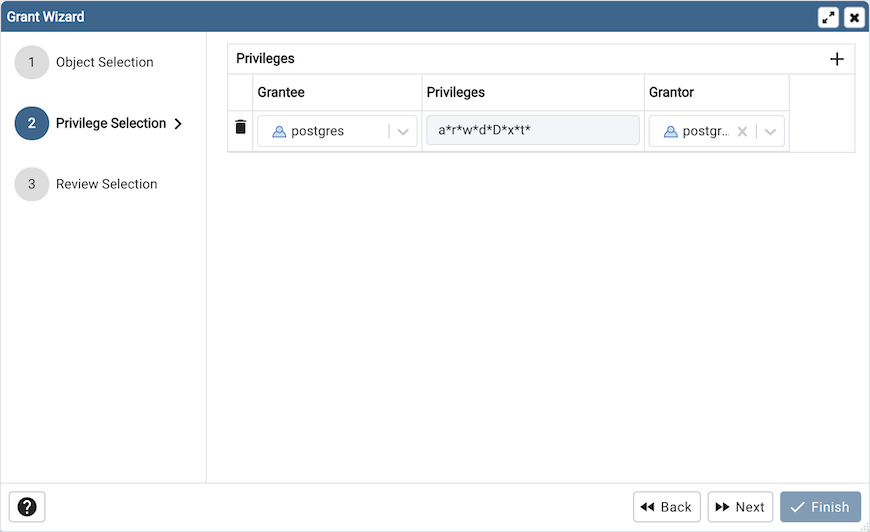 Grant Wizard
1 Object Selection
2 Privilege Selection
3 Review Selection
Privileges
Grantee Privileges Grantor
postgres a*r*w*d*D*x*t* postgr...
? Back Next Finish